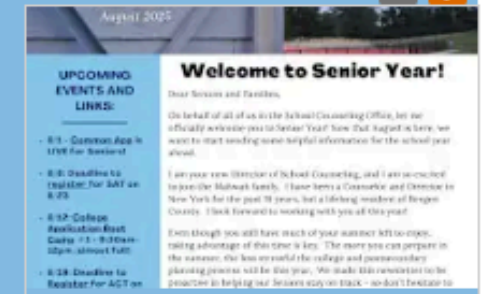 August 2025
UPCOMING
EVENTS AND
LINKS:
- 8/1 - Common App is
LIVE for Seniors!
- Deadline to
register for SAT on
8/23
- 8/12: College
Application Boot
Camp #1 - 9:30am-
12pm, almost full!
- Deadline to
Register for ACT on
Welcome to Senior Year!
Dear Seniors and Families,
On behalf of all of us in the School Counseling Office, let me
officially welcome you to Senior Year! Now that August is here, we
want to start sending some helpful information for the school year
ahead.
I am your new Director of School Counseling, and I am so excited
to join the Mahwah family. I have been a Counselor and Director in
New York for the past 18 years, but a lifelong resident of Bergen
County. I look forward to working with you all this year!
Even though you still have much of your summer left to enjoy,
taking advantage of this time is key. The more you can prepare in
the summer, the less stressful the college and postsecondary
planning process will be this year. We made this newsletter to be
proactive in helping our Seniors stay on track - so don't hesitate to